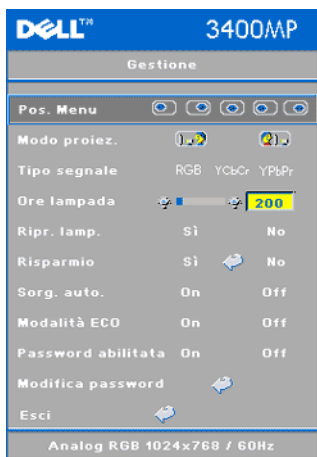 DELL™ 3400MP
Gestione
Pos. Menu
Modo proiez.
Tipo segnale RGB YCbCr YPbPr
Ore lampada 200
Ripr. lamp. Sì No
Risparmio Sì No
Sorg. auto. On Off
Modalità ECO On Off
Password abilitata On Off
Modifica password
Esci
Analog RGB 1024x768 / 60Hz